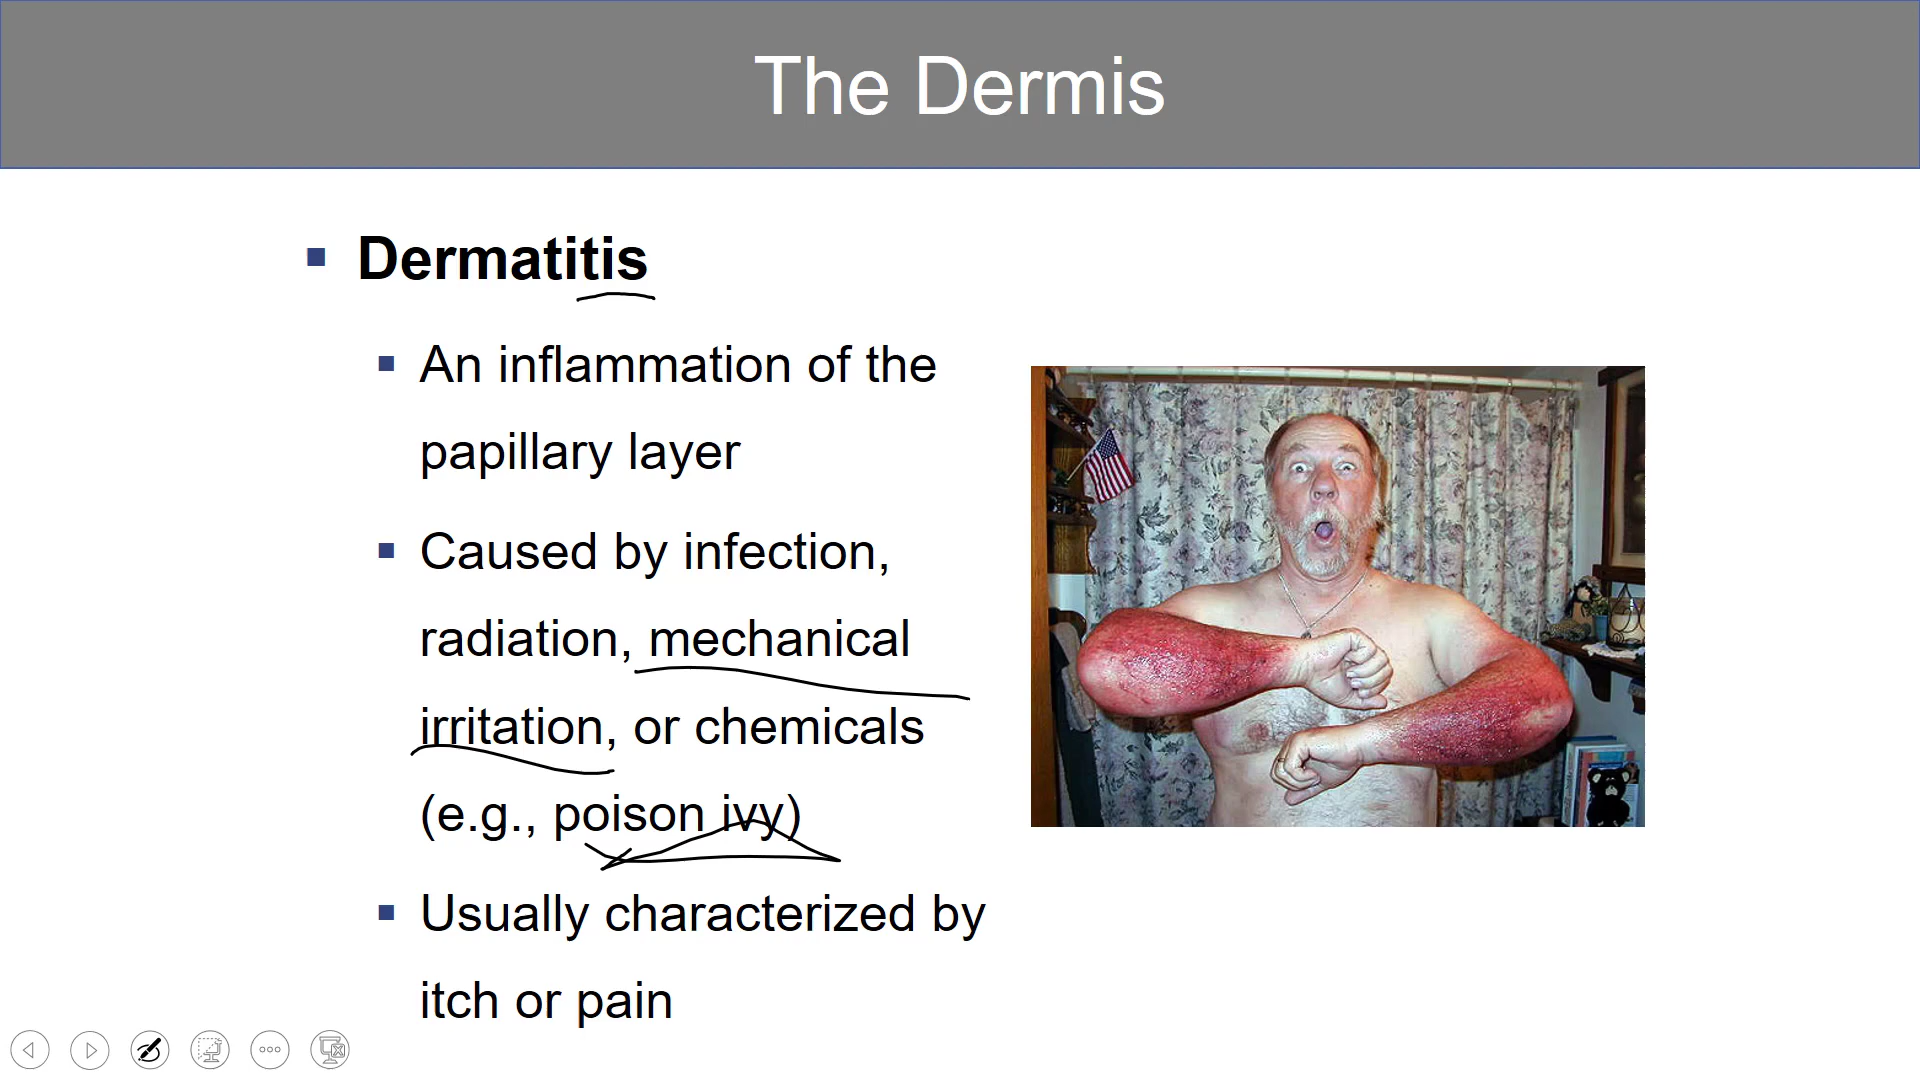 The Dermis
Dermatitis
An inflammation of the
papillary layer
Caused by infection,
radiation, mechanical
irritation, or chemicals
(e.g., poison ivy)
Usually characterized by
itch or pain